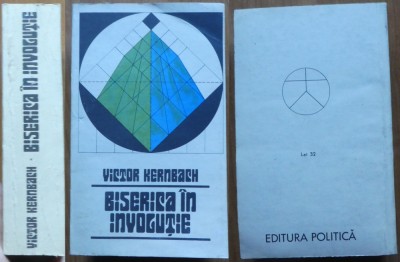 VICTOR KERNBACH · BISERICA ÎN INVOLUȚIE
VICTOR KERNBACH
BISERICA ÎN
INVOLUȚIE
Lei 32
EDITURA POLITICĂ